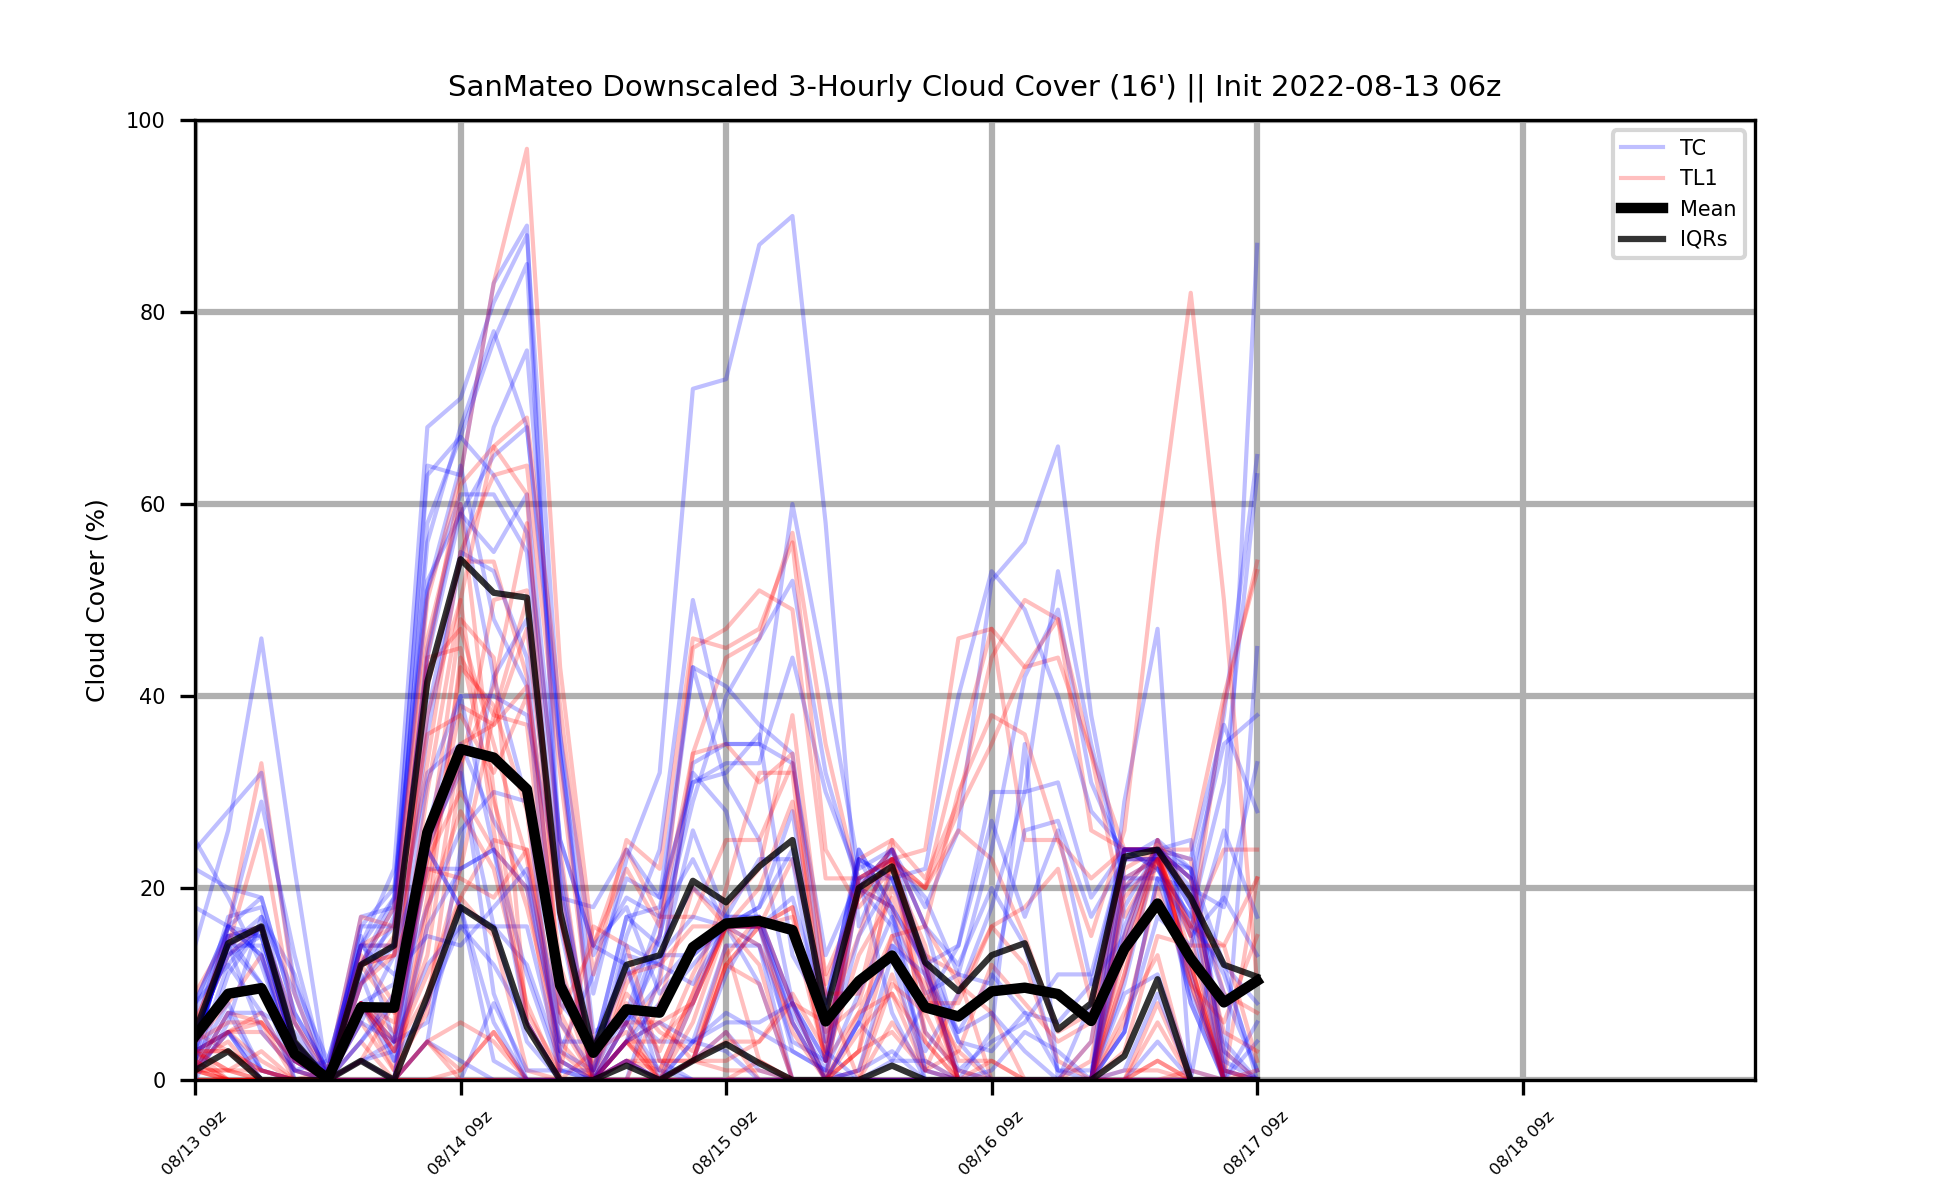 SanMateo Downscaled 3-Hourly Cloud Cover (16') || Init 2022-08-13 06z
100
80
60
40
20
0
Cloud Cover (%)
TC
TL1
Mean
IQRs
08/13 09z
08/14 09z
08/15 09z
08/16 09z
08/17 09z
08/18 09z